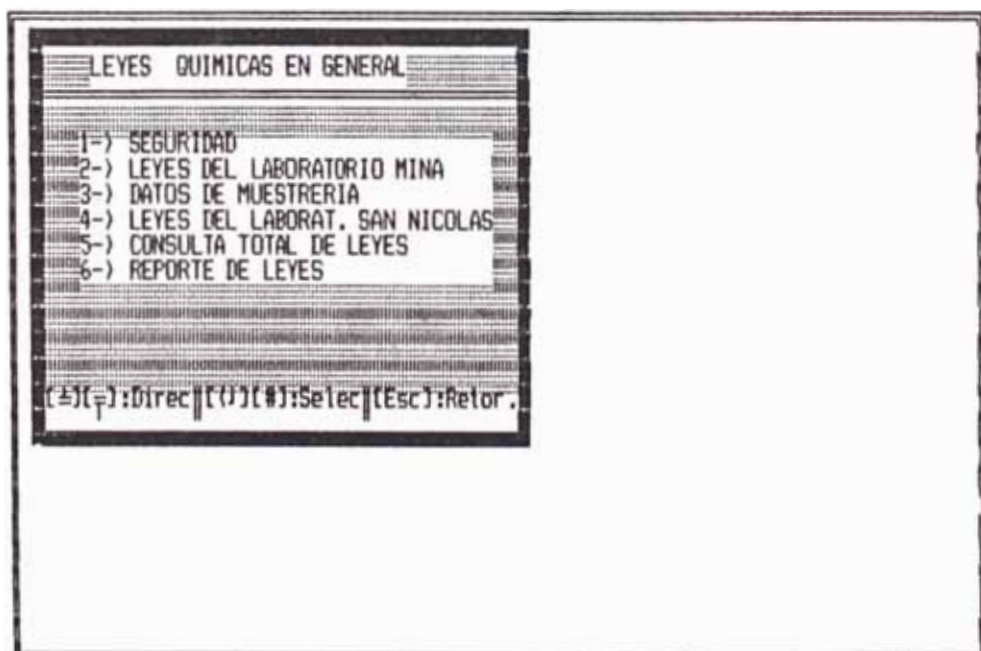 LEYES QUIMICAS EN GENERAL
1-) SEGURIDAD
2-) LEYES DEL LABORATORIO MINA
3-) DATOS DE MUESTRERIA
4-) LEYES DEL LABORAT. SAN NICOLAS
5-) CONSULTA TOTAL DE LEYES
6-) REPORTE DE LEYES
:Direc [#]:Selec [Esc]:Retor.